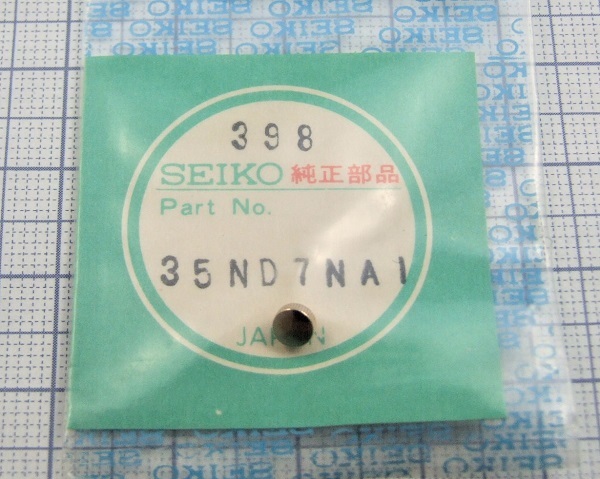 398
SEIKO 純正部品
Part No.
35ND7NA1
JAPAN